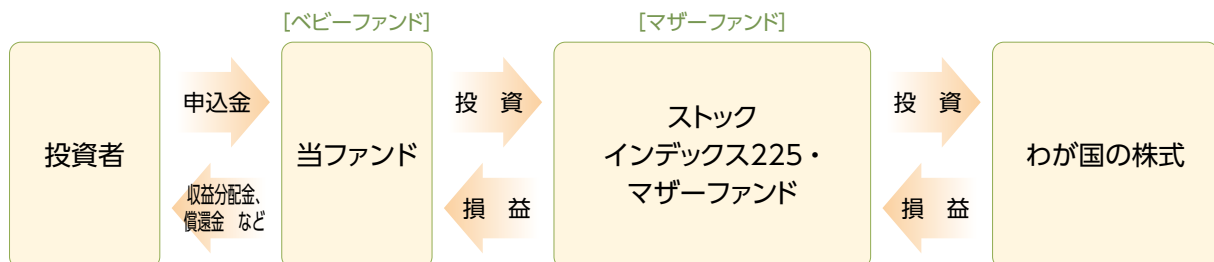 [ベビーファンド]
[マザーファンド]
投資者
申込金
収益分配金、
償還金 など
当ファンド
投 資
損 益
ストック
インデックス225・
マザーファンド
投 資
損 益
わが国の株式